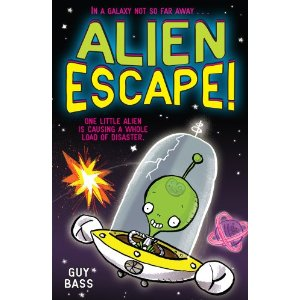 IN A GALAXY NOT SO FAR AWAY . . .
ALIEN
ESCAPE!
ONE LITTLE ALIEN
IS CAUSING A WHOLE
LOAD OF DISASTER.
GUY
BASS